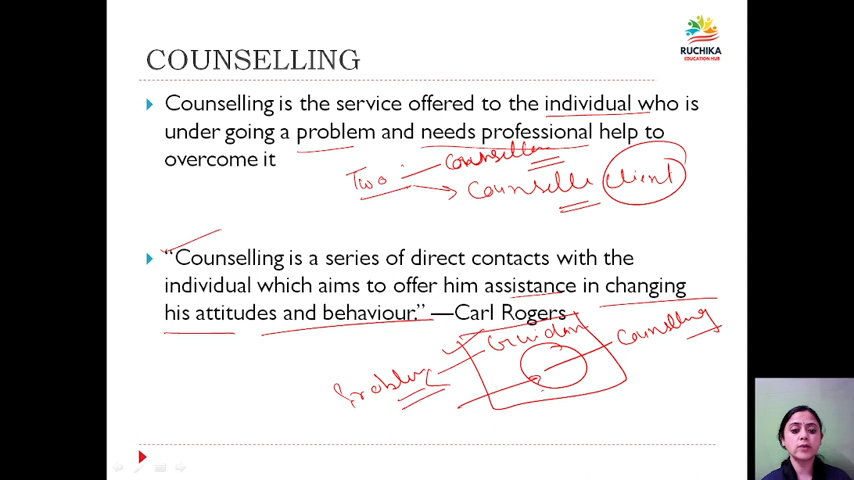 RUCHIKA
EDUCATION HUB
COUNSELLING
Counselling is the service offered to the individual who is
under going a problem and needs professional help to
overcome it
Two
Counsellor
Counselle client
“Counselling is a series of direct contacts with the
individual which aims to offer him assistance in changing
his attitudes and behaviour.” —Carl Rogers
Counselling
Problem